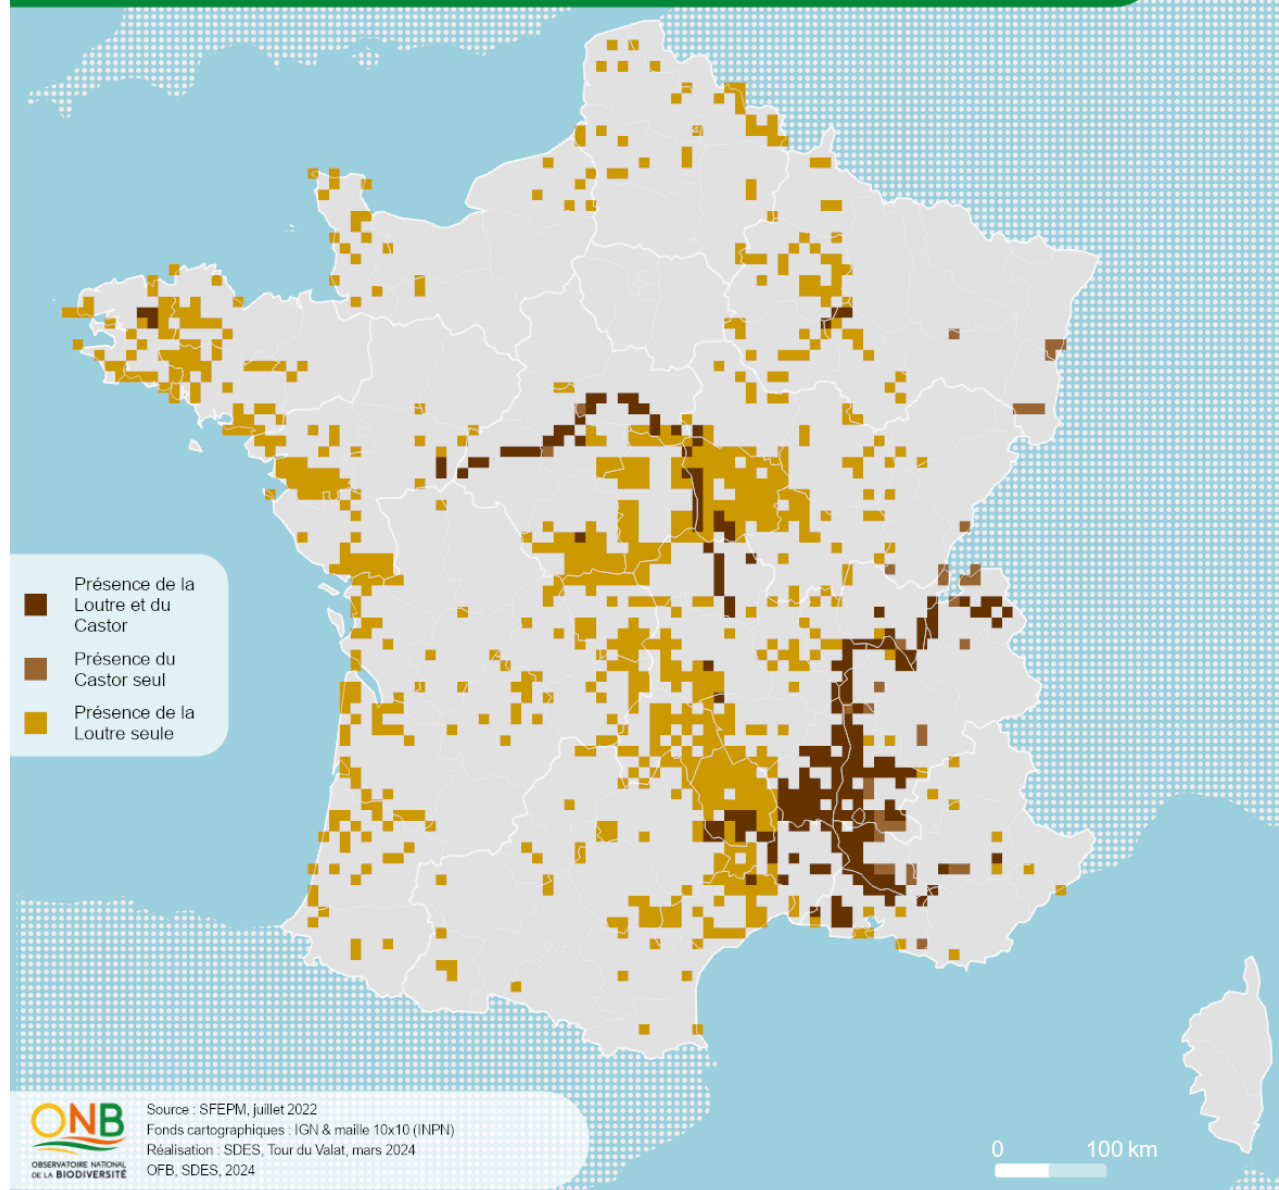 Présence de la
Loutre et du
Castor
Présence du
Castor seul
Présence de la
Loutre seule
ONB
OBSERVATOIRE NATIONAL
DE LA BIODIVERSITÉ
Source : SFEPM, juillet 2022
Fonds cartographiques : IGN & maille 10x10 (INPN)
Réalisation : SDES, Tour du Valat, mars 2024
OFB, SDES, 2024
0 100 km